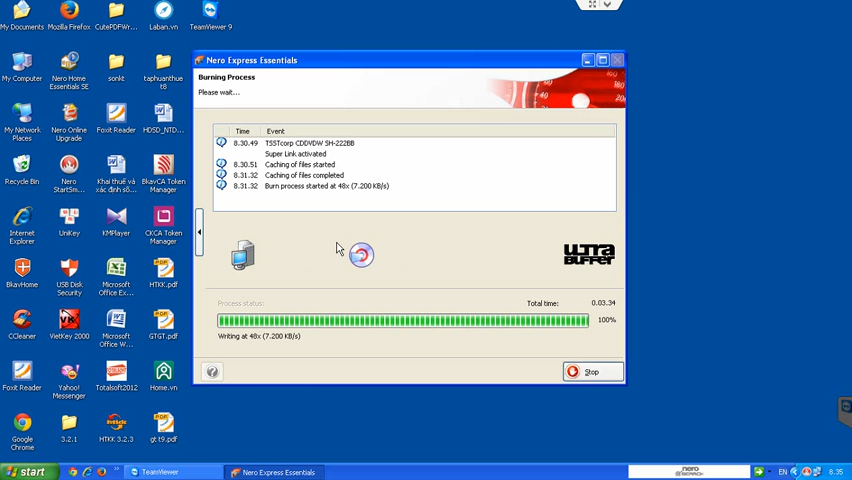 My Documents
Mozilla Firefox
CutePDFWr...
Laban.vn
TeamViewer 9
My Computer
Nero Home
Essentials SE
sonkt
taphuanthue
t8
My Network
Places
Nero Online
Upgrade
Foxit Reader
HDSD_NTD...
Recycle Bin
Nero
StartSm...
Khai thuế và
xác định số...
BkavCA Token
Manager
Internet
Explorer
UniKey
KMPlayer
CKCA Token
Manager
BkavHome
USB Disk
Security
Microsoft
Office Ex...
HTKK.pdf
CCleaner
VietKey 2000
Microsoft
Office W...
GTGT.pdf
Foxit Reader
Yahoo!
Messenger
Totalsoft2012
Home.vn
Google
Chrome
3.2.1
HTKK 3.2.3
gt t9.pdf
Nero Express Essentials
Burning Process
Please wait...
Time Event
8.30.49 TSSTcorp CDDVDW SH-222BB
Super Link activated
8.30.51 Caching of files started
8.31.32 Caching of files completed
8.31.32 Burn process started at 48x (7.200 KB/s)
ULTRA
BUFFER
Process status:
Total time: 0.03.34
100%
Writing at 48x (7.200 KB/s)
Stop
start
TeamViewer
Nero Express Essentials
nero
SEARCH
EN
8.35